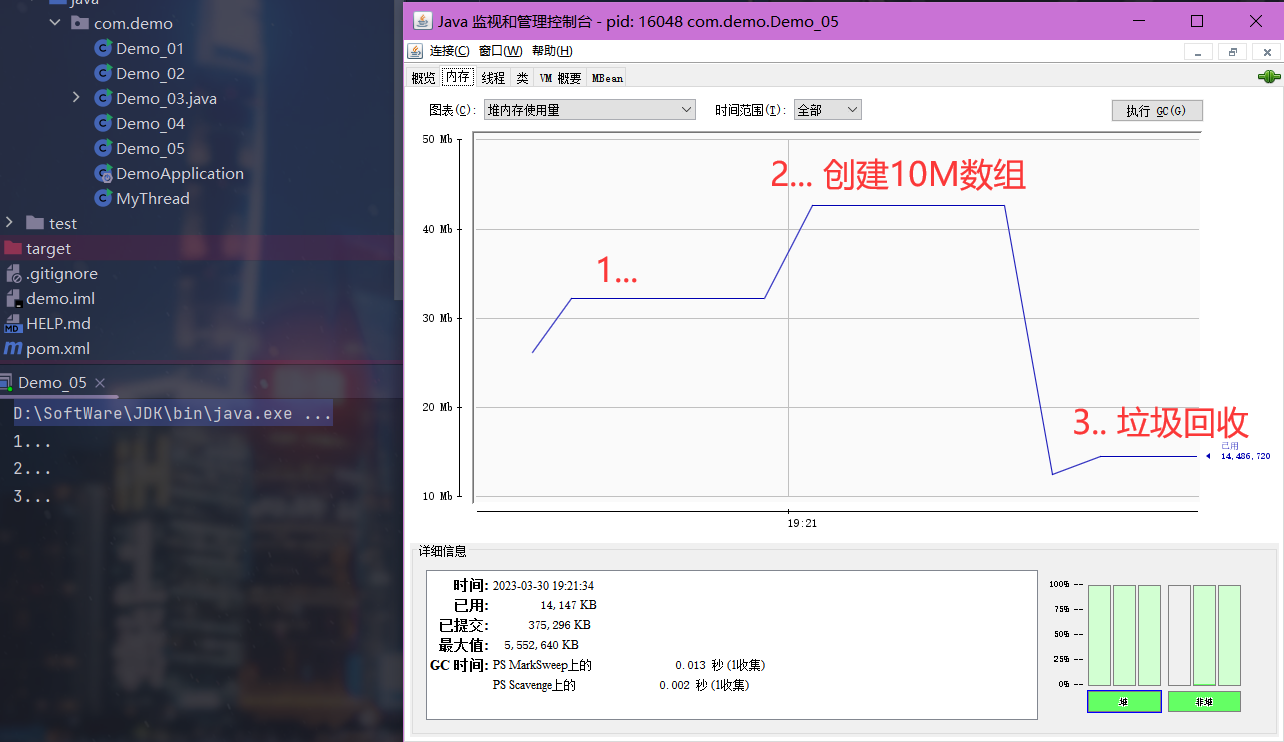 java
com.demo
Demo_01
Demo_02
Demo_03.java
Demo_04
Demo_05
DemoApplication
MyThread
test
target
.gitignore
demo.iml
HELP.md
pom.xml
Demo_05
D:\SoftWare\JDK\bin\java.exe ...
1...
2...
3...
Java 监视和管理控制台 - pid: 16048 com.demo.Demo_05
连接(C) 窗口(W) 帮助(H)
概览 内存 线程 类 VM 概要 MBean
图表(C): 堆内存使用量 时间范围(I): 全部 执行 GC(G)
50 Mb
40 Mb
30 Mb
20 Mb
10 Mb
1...
2... 创建10M数组
3.. 垃圾回收
已用
14,486,720
19:21
详细信息
时间: 2023-03-30 19:21:34
已用: 14,147 KB
已提交: 375,296 KB
最大值: 5,552,640 KB
GC 时间: PS MarkSweep上的 0.013 秒 (1收集)
PS Scavenge上的 0.002 秒 (1收集)
100% --
75% --
50% --
25% --
0% --
堆
非堆